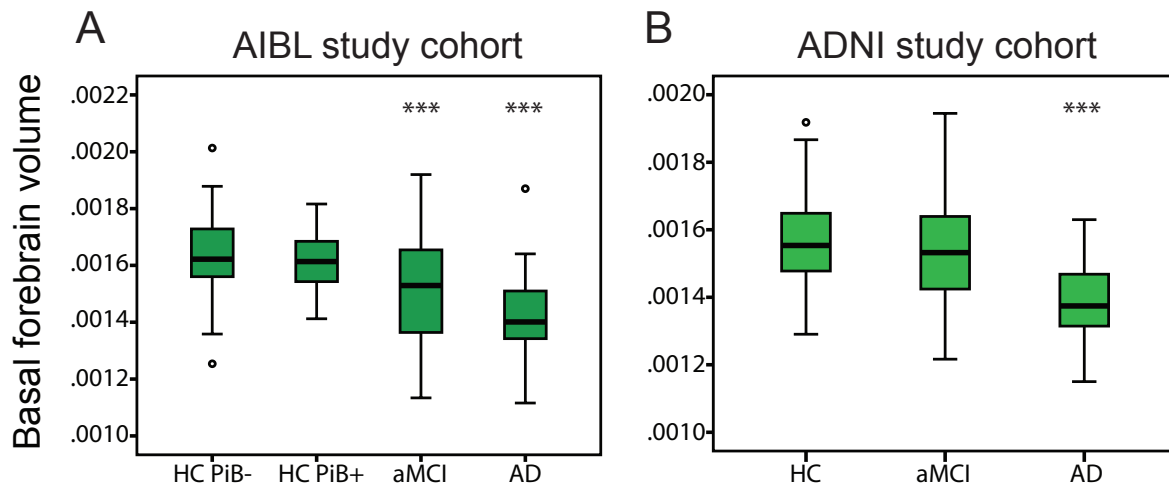 A
AIBL study cohort
B
ADNI study cohort
Basal forebrain volume
.0022
.0020
.0018
.0016
.0014
.0012
.0010
*** ***
HC PiB- HC PiB+ aMCI AD
.0020
.0018
.0016
.0014
.0012
.0010
***
HC aMCI AD